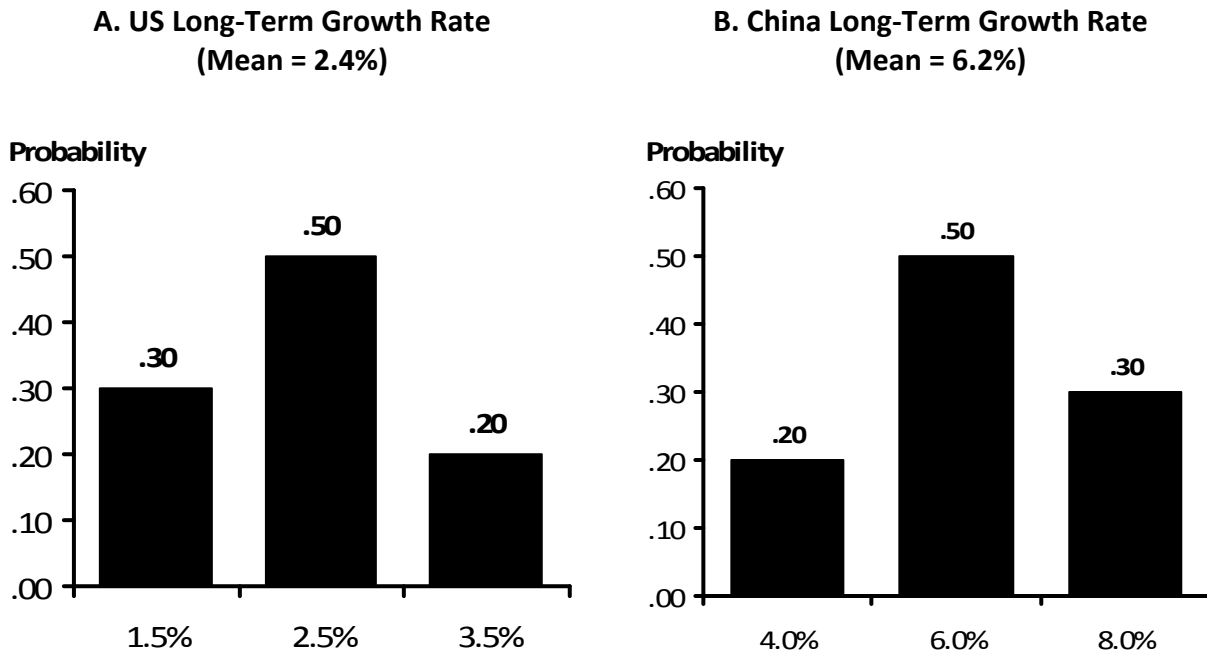 A. US Long-Term Growth Rate
(Mean = 2.4%)
Probability
.60
.50
.40
.30
.20
.10
.00
.30
.50
.20
1.5% 2.5% 3.5%
B. China Long-Term Growth Rate
(Mean = 6.2%)
Probability
.60
.50
.40
.30
.20
.10
.00
.20
.50
.30
4.0% 6.0% 8.0%